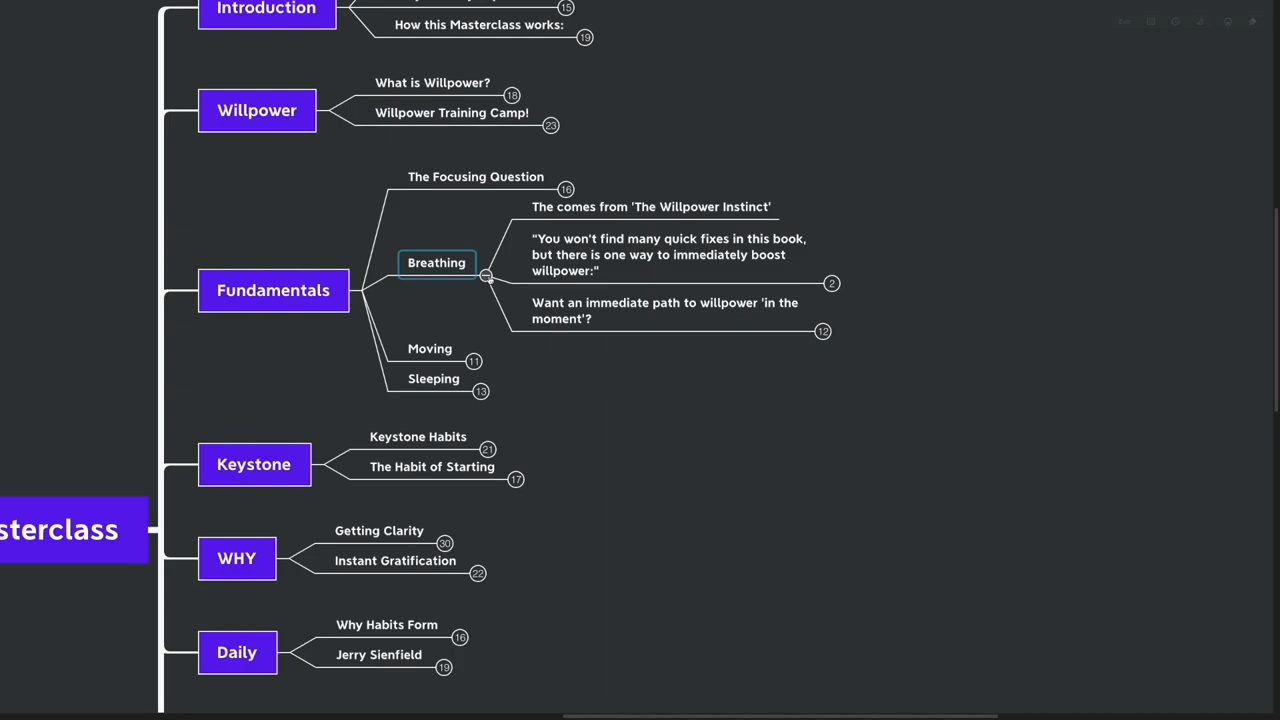 Introduction
15
How this Masterclass works:
19
Willpower
What is Willpower?
18
Willpower Training Camp!
23
Fundamentals
The Focusing Question
16
Breathing
The comes from 'The Willpower Instinct'
"You won't find many quick fixes in this book,
but there is one way to immediately boost
willpower:"
2
Want an immediate path to willpower 'in the
moment'?
12
Moving
11
Sleeping
13
Keystone
Keystone Habits
21
The Habit of Starting
17
sterclass
WHY
Getting Clarity
30
Instant Gratification
22
Daily
Why Habits Form
16
Jerry Sienfield
19